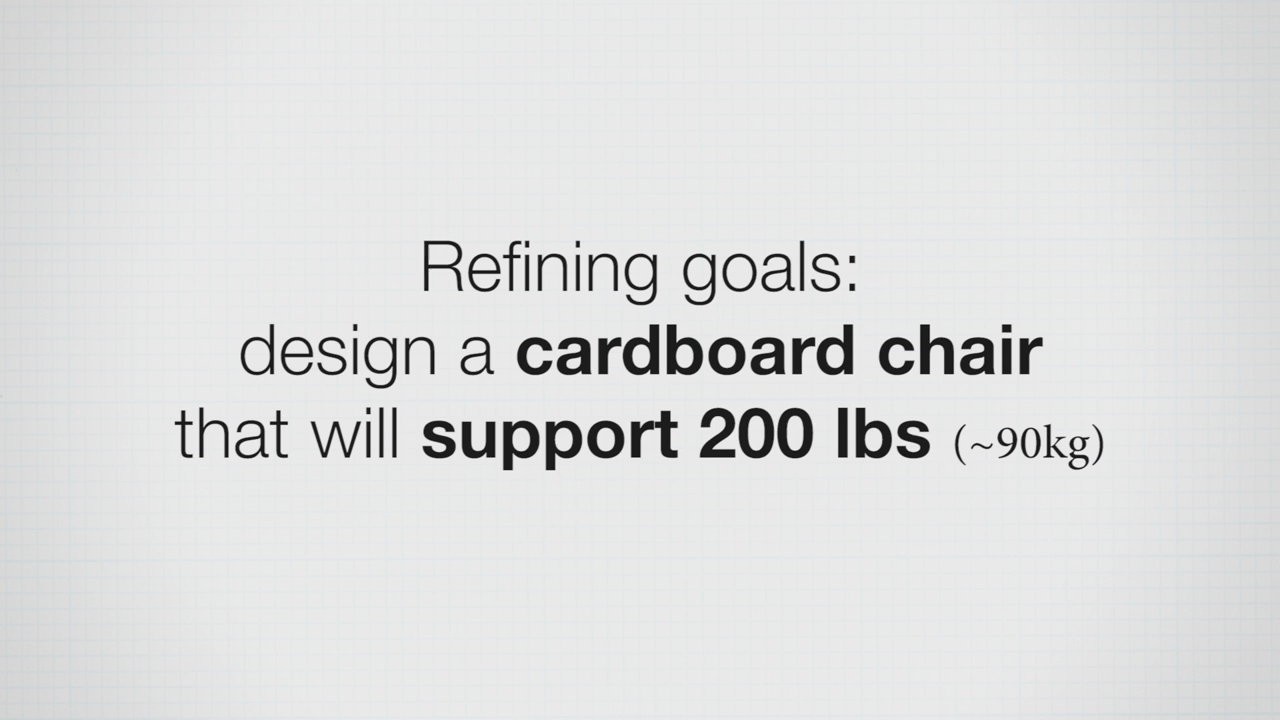 Refining goals:
design a cardboard chair
that will support 200 lbs (~90kg)